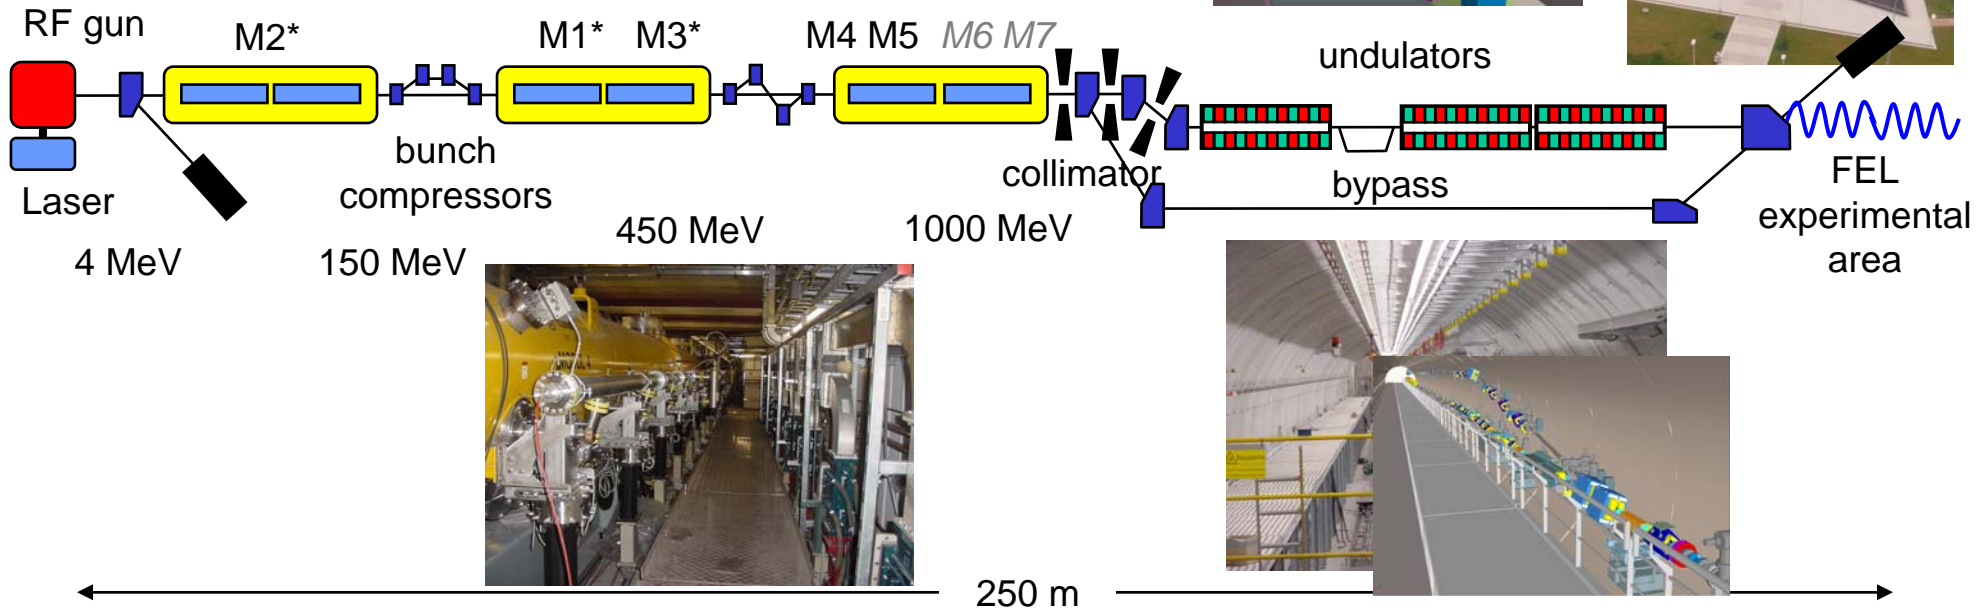 RF gun
M2*
M1* M3*
M4 M5 M6 M7
undulators
Laser
bunch
compressors
collimator
bypass
FEL
experimental
area
4 MeV
150 MeV
450 MeV
1000 MeV
250 m